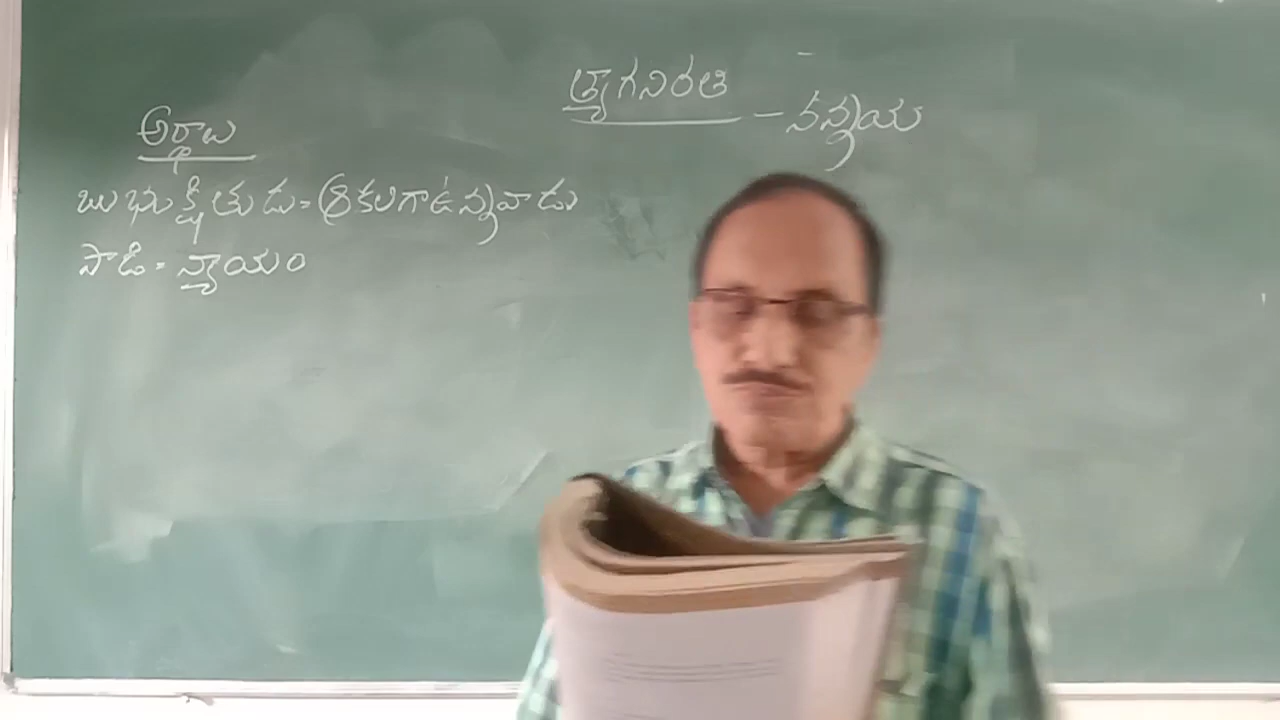 త్యాగనిరతి
- నన్నయ
అర్థాలు
బుభుక్షితుడు = ఆకలిగాఉన్నవాడు
పాడి = న్యాయం